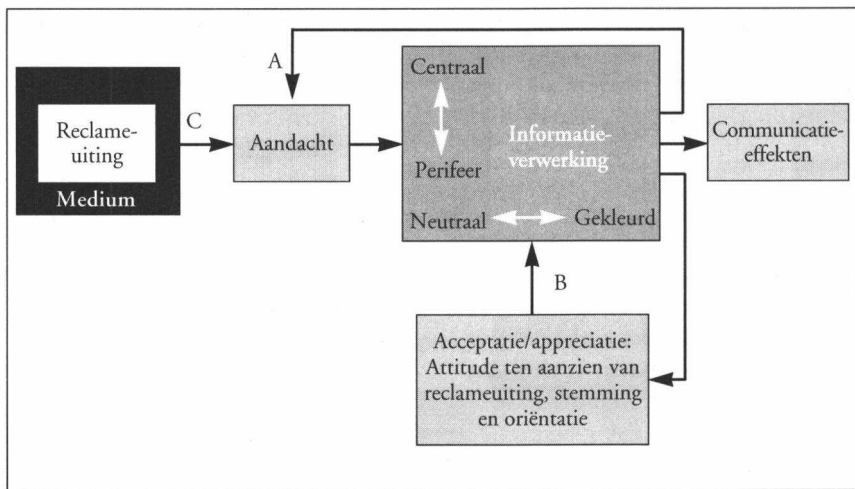 A
Centraal
C
Reclame-
uiting
Medium
Aandacht
Informatie-
verwerking
Perifeer
Neutraal
Gekleurd
Communicatie-
effekten
B
Acceptatie/appreciatie:
Attitude ten aanzien van
reclameuiting, stemming
en oriëntatie